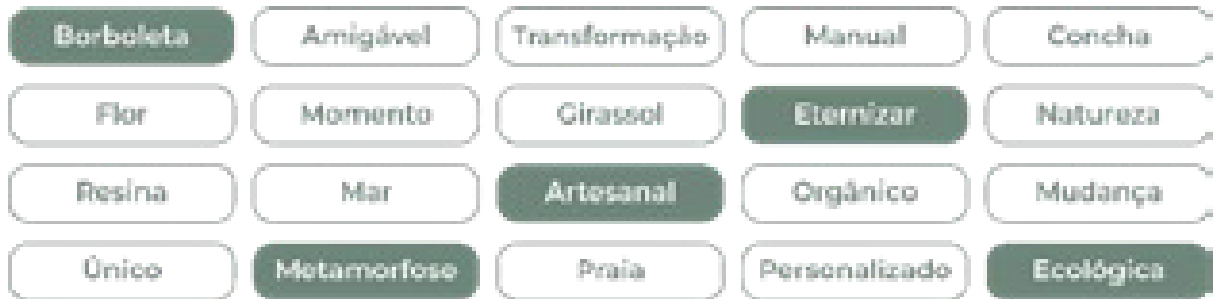 Borboleta Amigável Transformação Manual Concha
Flor Momento Girassol Eternizar Natureza
Resina Mar Artesanal Orgânico Mudança
Único Metamorfose Praia Personalizado Ecológica